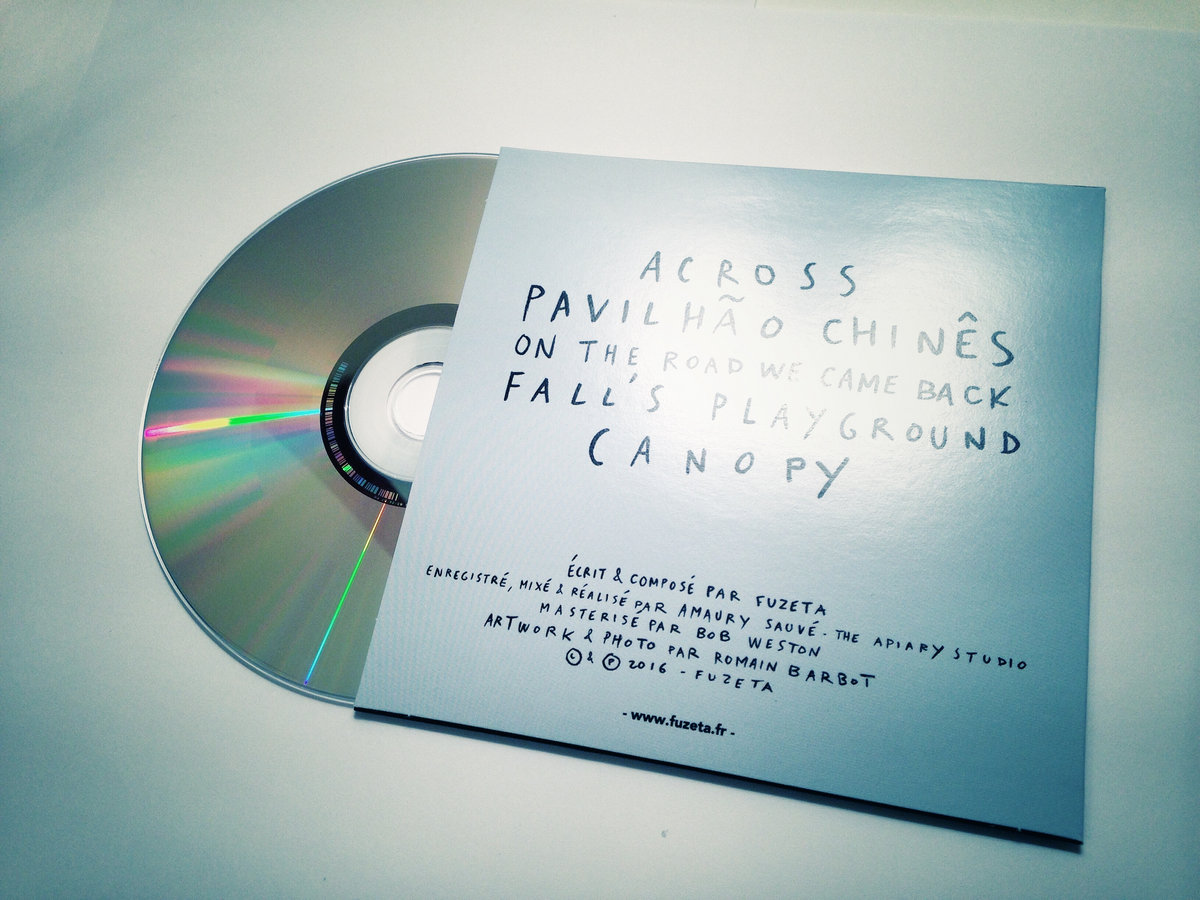 ACROSS
PAVILHÃO CHINÊS
ON THE ROAD WE CAME BACK
FALL'S PLAYGROUND
CANOPY
ÉCRIT & COMPOSÉ PAR FUZETA
ENREGISTRÉ, MIXÉ & RÉALISÉ PAR AMAURY SAUVÉ - THE APIARY STUDIO
MASTERISÉ PAR BOB WESTON
ARTWORK & PHOTO PAR ROMAIN BARBOT
© & ℗ 2016 - FUZETA
- www.fuzeta.fr -